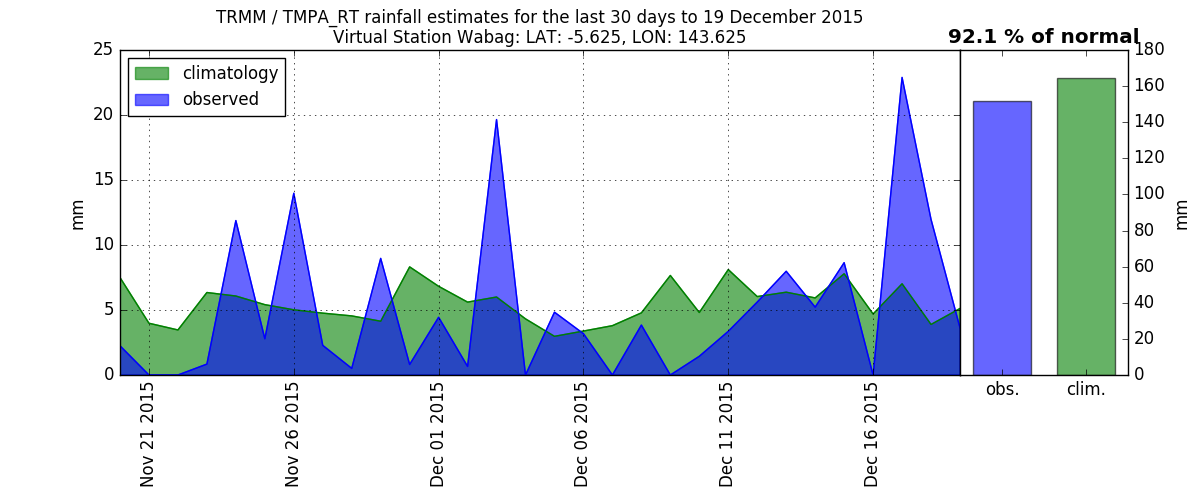 TRMM / TMPA_RT rainfall estimates for the last 30 days to 19 December 2015
Virtual Station Wabag: LAT: -5.625, LON: 143.625
92.1 % of normal
climatology
observed
25
20
15
10
5
0
mm
Nov 21 2015
Nov 26 2015
Dec 01 2015
Dec 06 2015
Dec 11 2015
Dec 16 2015
obs.
clim.
180
160
140
120
100
80
60
40
20
0
mm